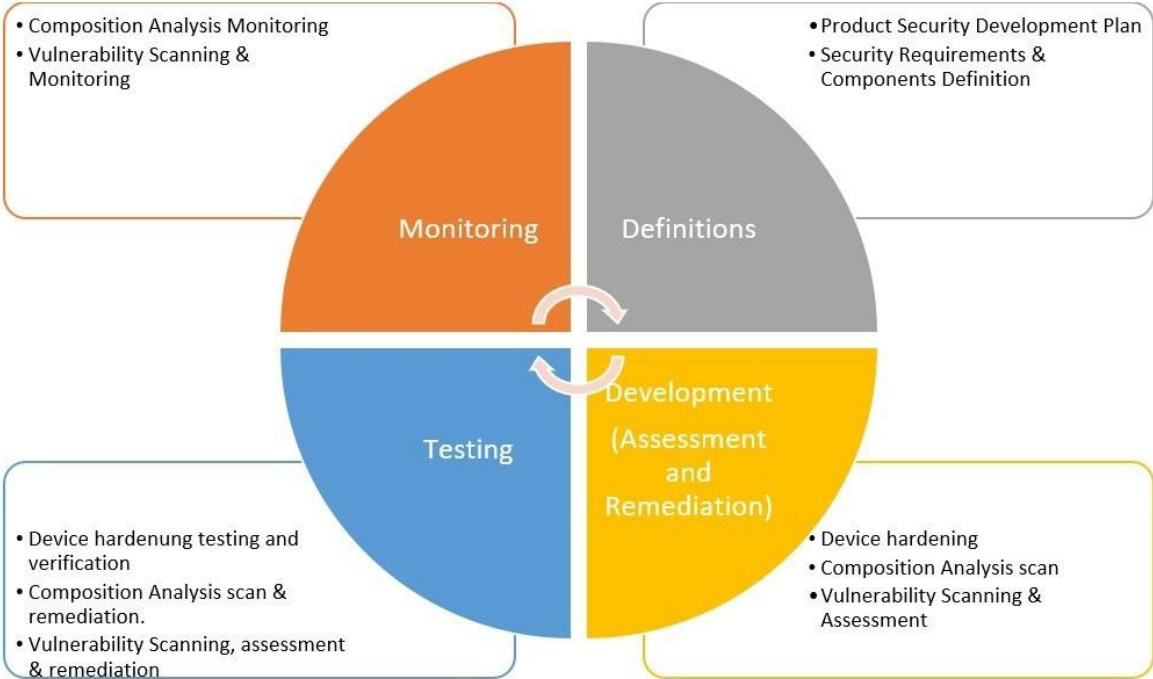 • Composition Analysis Monitoring
• Vulnerability Scanning &
Monitoring
• Product Security Development Plan
• Security Requirements &
Components Definition
Monitoring
Definitions
Testing
Development
(Assessment
and
Remediation)
• Device hardenung testing and
verification
• Composition Analysis scan &
remediation.
• Vulnerability Scanning, assessment
& remediation
• Device hardening
• Composition Analysis scan
• Vulnerability Scanning &
Assessment